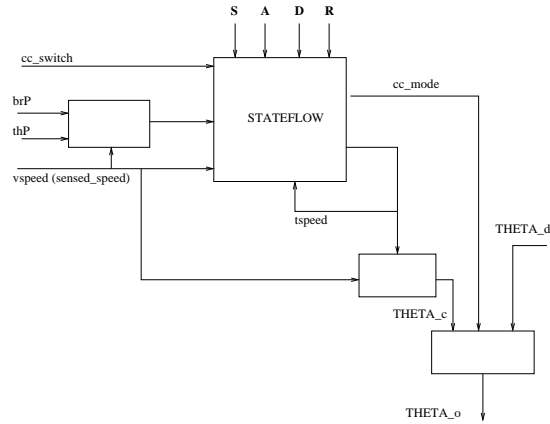 S A D R
cc_switch
STATEFLOW
cc_mode
brP
thP
vspeed (sensed_speed)
tspeed
THETA_d
THETA_c
THETA_o